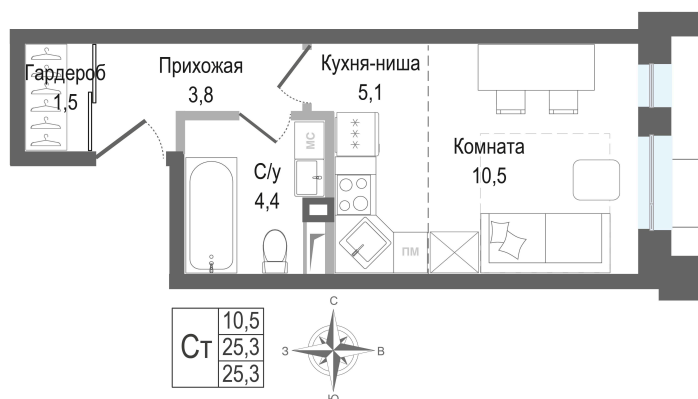 Гардероб
1,5
Прихожая
3,8
Кухня-ниша
5,1
Комната
10,5
С/у
4,4
МС
ПМ
Ст
10,5
25,3
25,3
С
З
В
Ю